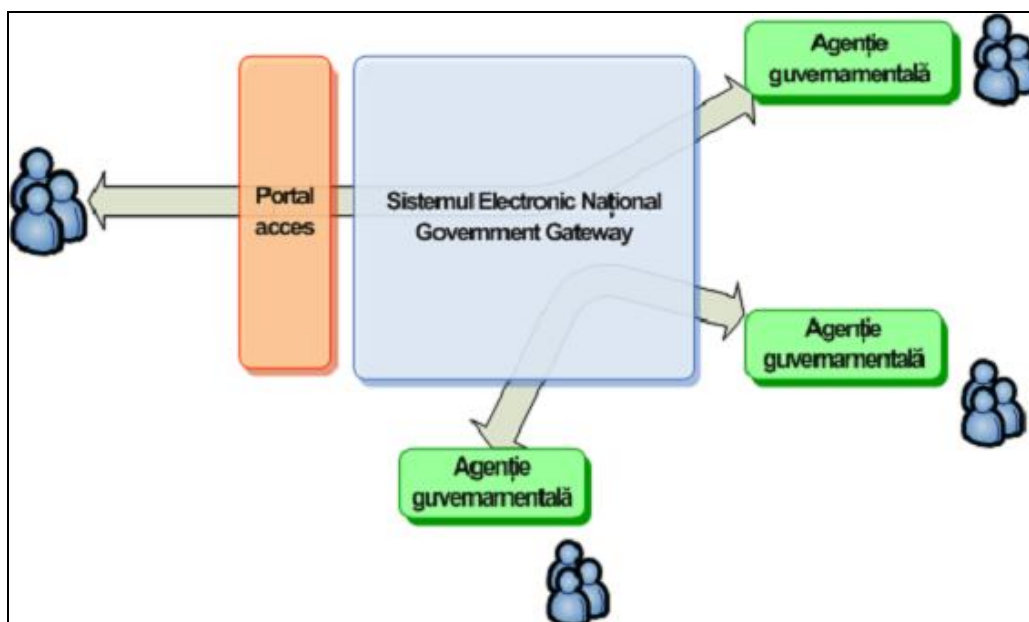 Agenție
guvernamentală
Portal
acces
Sistemul Electronic Național
Government Gateway
Agenție
guvernamentală
Agenție
guvernamentală